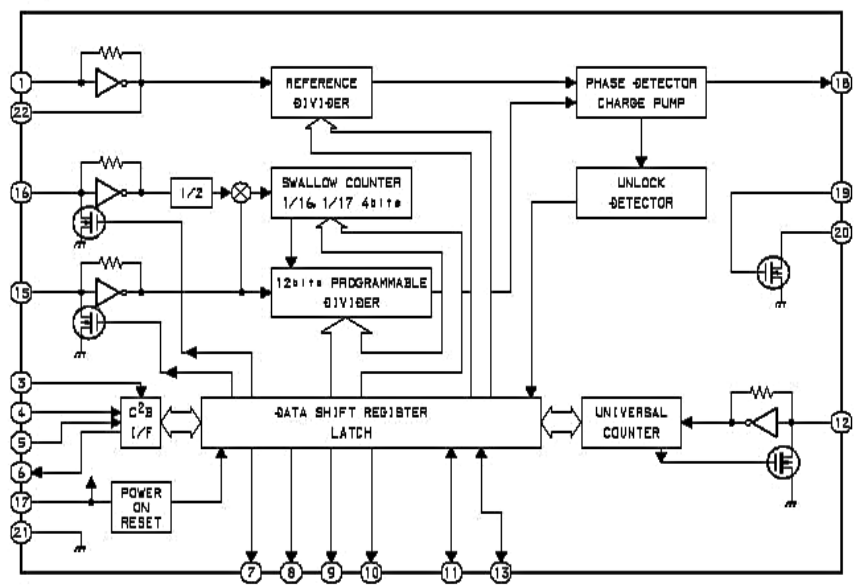 1
REFERENCE
DIVIDER
PHASE DETECTOR
CHARGE PUMP
18
22
16
1/2
SWALLOW COUNTER
1/16, 1/17 4bits
UNLOCK
DETECTOR
19
20
15
12bits PROGRAMMABLE
DIVIDER
3
4
5
6
C²B
I/F
DATA SHIFT REGISTER
LATCH
UNIVERSAL
COUNTER
12
17
POWER
ON
RESET
21
7
8
9
10
11
13